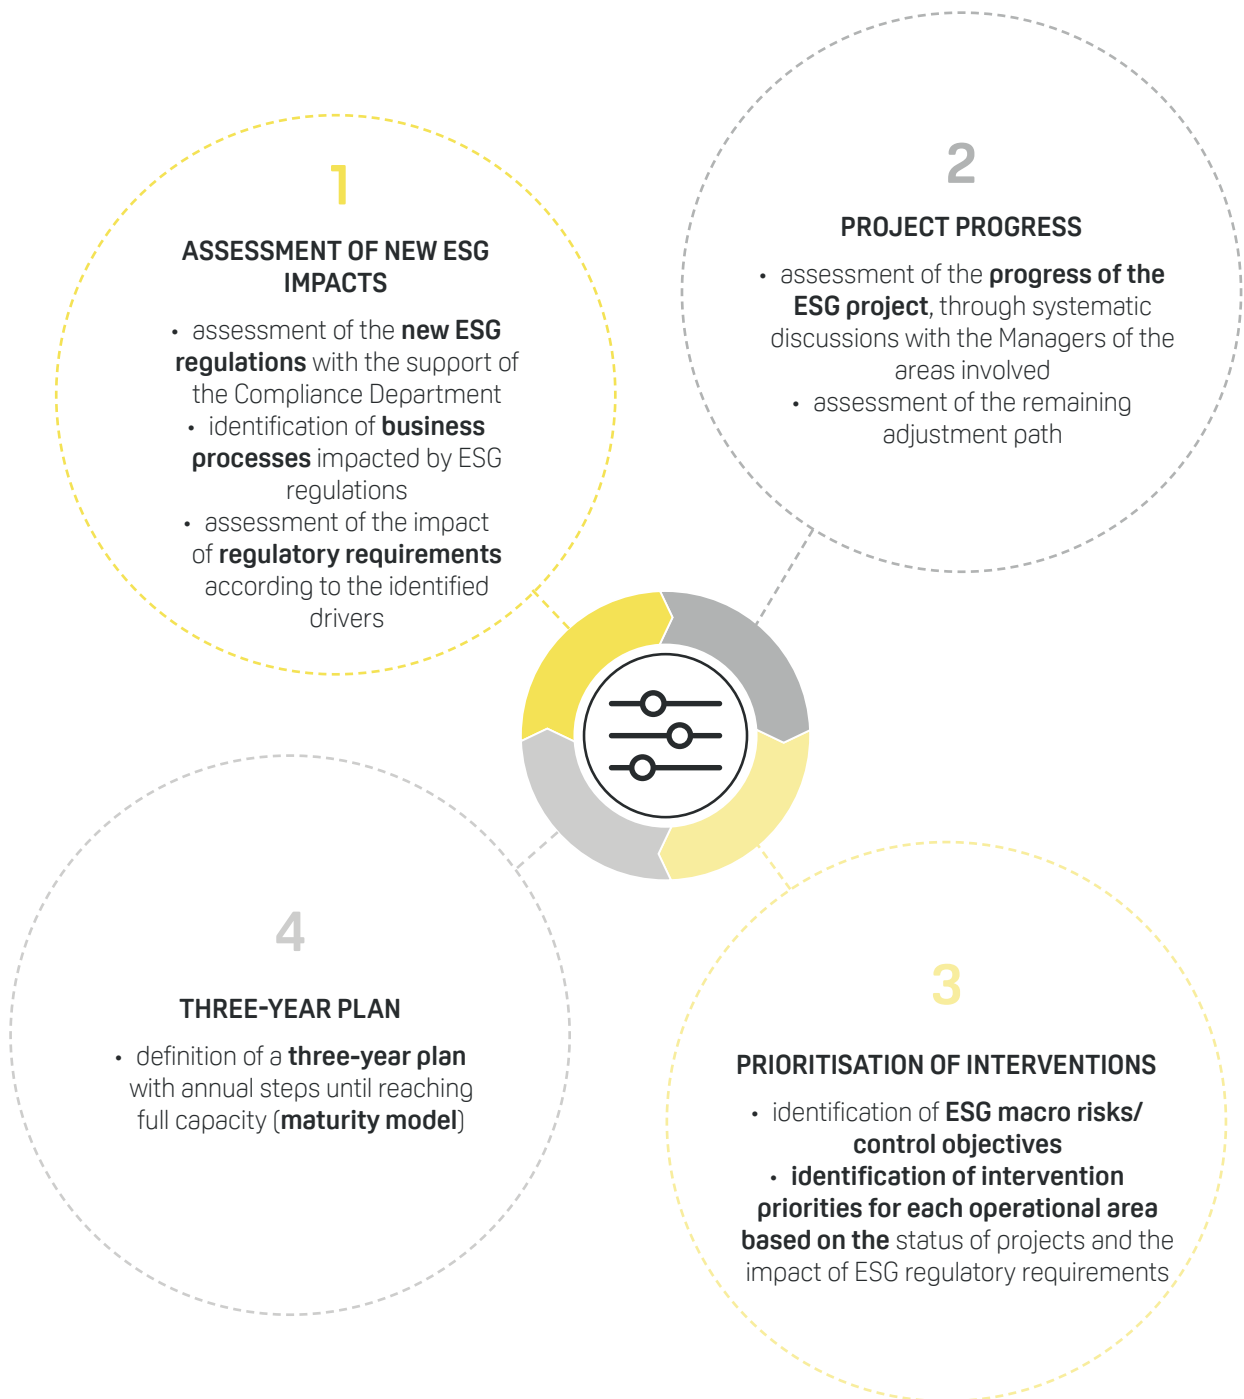 1
ASSESSMENT OF NEW ESG
IMPACTS
• assessment of the new ESG
regulations with the support of
the Compliance Department
• identification of business
processes impacted by ESG
regulations
• assessment of the impact
of regulatory requirements
according to the identified
drivers
2
PROJECT PROGRESS
• assessment of the progress of the
ESG project, through systematic
discussions with the Managers of the
areas involved
• assessment of the remaining
adjustment path
3
PRIORITISATION OF INTERVENTIONS
• identification of ESG macro risks/
control objectives
• identification of intervention
priorities for each operational area
based on the status of projects and the
impact of ESG regulatory requirements
4
THREE-YEAR PLAN
• definition of a three-year plan
with annual steps until reaching
full capacity (maturity model)